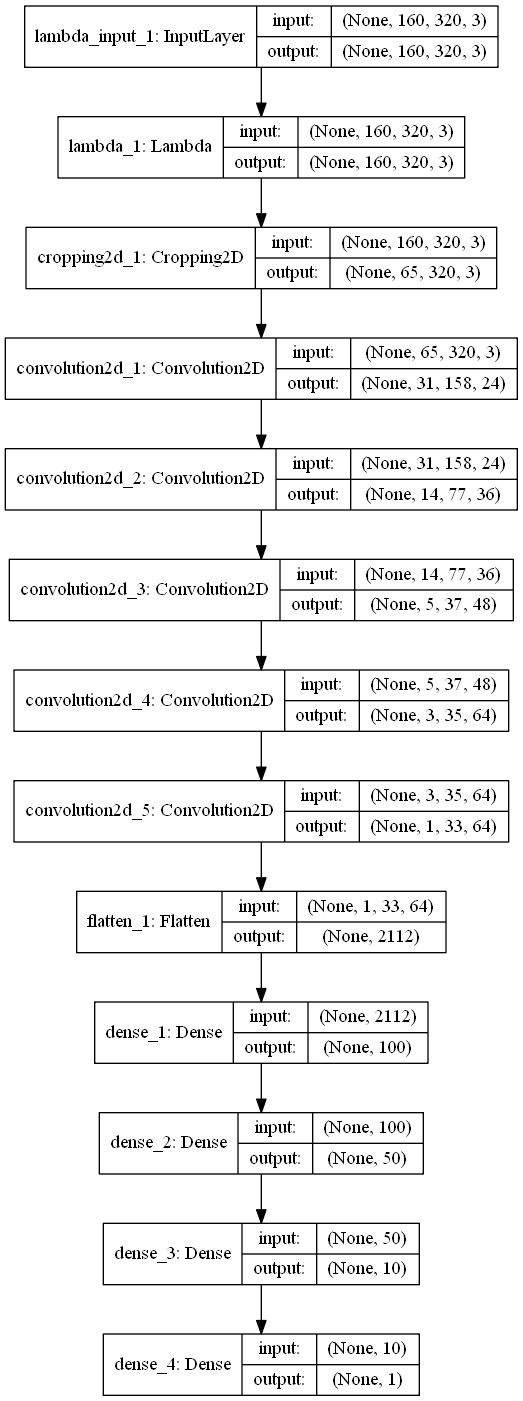 lambda_input_1: InputLayer
input: (None, 160, 320, 3)
output: (None, 160, 320, 3)
lambda_1: Lambda
input: (None, 160, 320, 3)
output: (None, 160, 320, 3)
cropping2d_1: Cropping2D
input: (None, 160, 320, 3)
output: (None, 65, 320, 3)
convolution2d_1: Convolution2D
input: (None, 65, 320, 3)
output: (None, 31, 158, 24)
convolution2d_2: Convolution2D
input: (None, 31, 158, 24)
output: (None, 14, 77, 36)
convolution2d_3: Convolution2D
input: (None, 14, 77, 36)
output: (None, 5, 37, 48)
convolution2d_4: Convolution2D
input: (None, 5, 37, 48)
output: (None, 3, 35, 64)
convolution2d_5: Convolution2D
input: (None, 3, 35, 64)
output: (None, 1, 33, 64)
flatten_1: Flatten
input: (None, 1, 33, 64)
output: (None, 2112)
dense_1: Dense
input: (None, 2112)
output: (None, 100)
dense_2: Dense
input: (None, 100)
output: (None, 50)
dense_3: Dense
input: (None, 50)
output: (None, 10)
dense_4: Dense
input: (None, 10)
output: (None, 1)